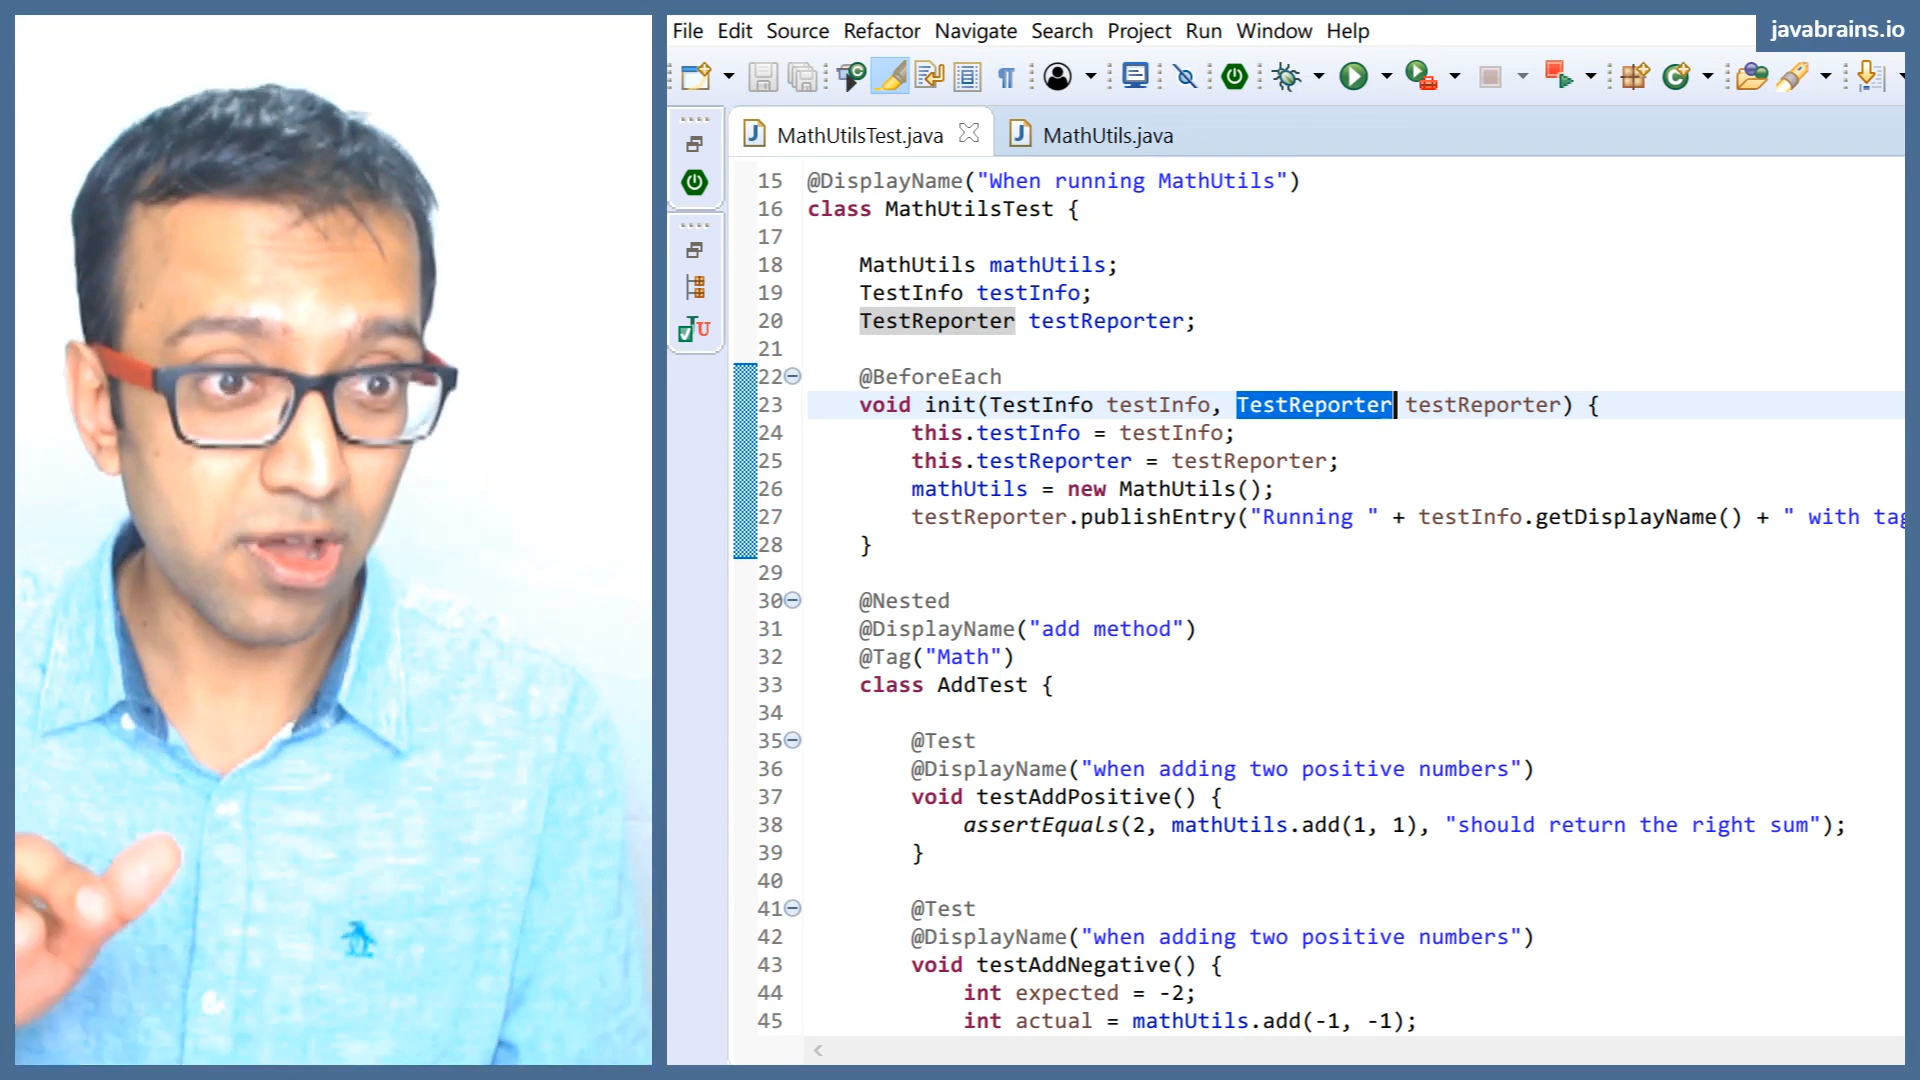 File Edit Source Refactor Navigate Search Project Run Window Help
javabrains.io
MathUtilsTest.java
MathUtils.java
15 @DisplayName("When running MathUtils")
16 class MathUtilsTest {
17
18 MathUtils mathUtils;
19 TestInfo testInfo;
20 TestReporter testReporter;
21
22 @BeforeEach
23 void init(TestInfo testInfo, TestReporter testReporter) {
24 this.testInfo = testInfo;
25 this.testReporter = testReporter;
26 mathUtils = new MathUtils();
27 testReporter.publishEntry("Running " + testInfo.getDisplayName() + " with tag
28 }
29
30 @Nested
31 @DisplayName("add method")
32 @Tag("Math")
33 class AddTest {
34
35 @Test
36 @DisplayName("when adding two positive numbers")
37 void testAddPositive() {
38 assertEquals(2, mathUtils.add(1, 1), "should return the right sum");
39 }
40
41 @Test
42 @DisplayName("when adding two positive numbers")
43 void testAddNegative() {
44 int expected = -2;
45 int actual = mathUtils.add(-1, -1);